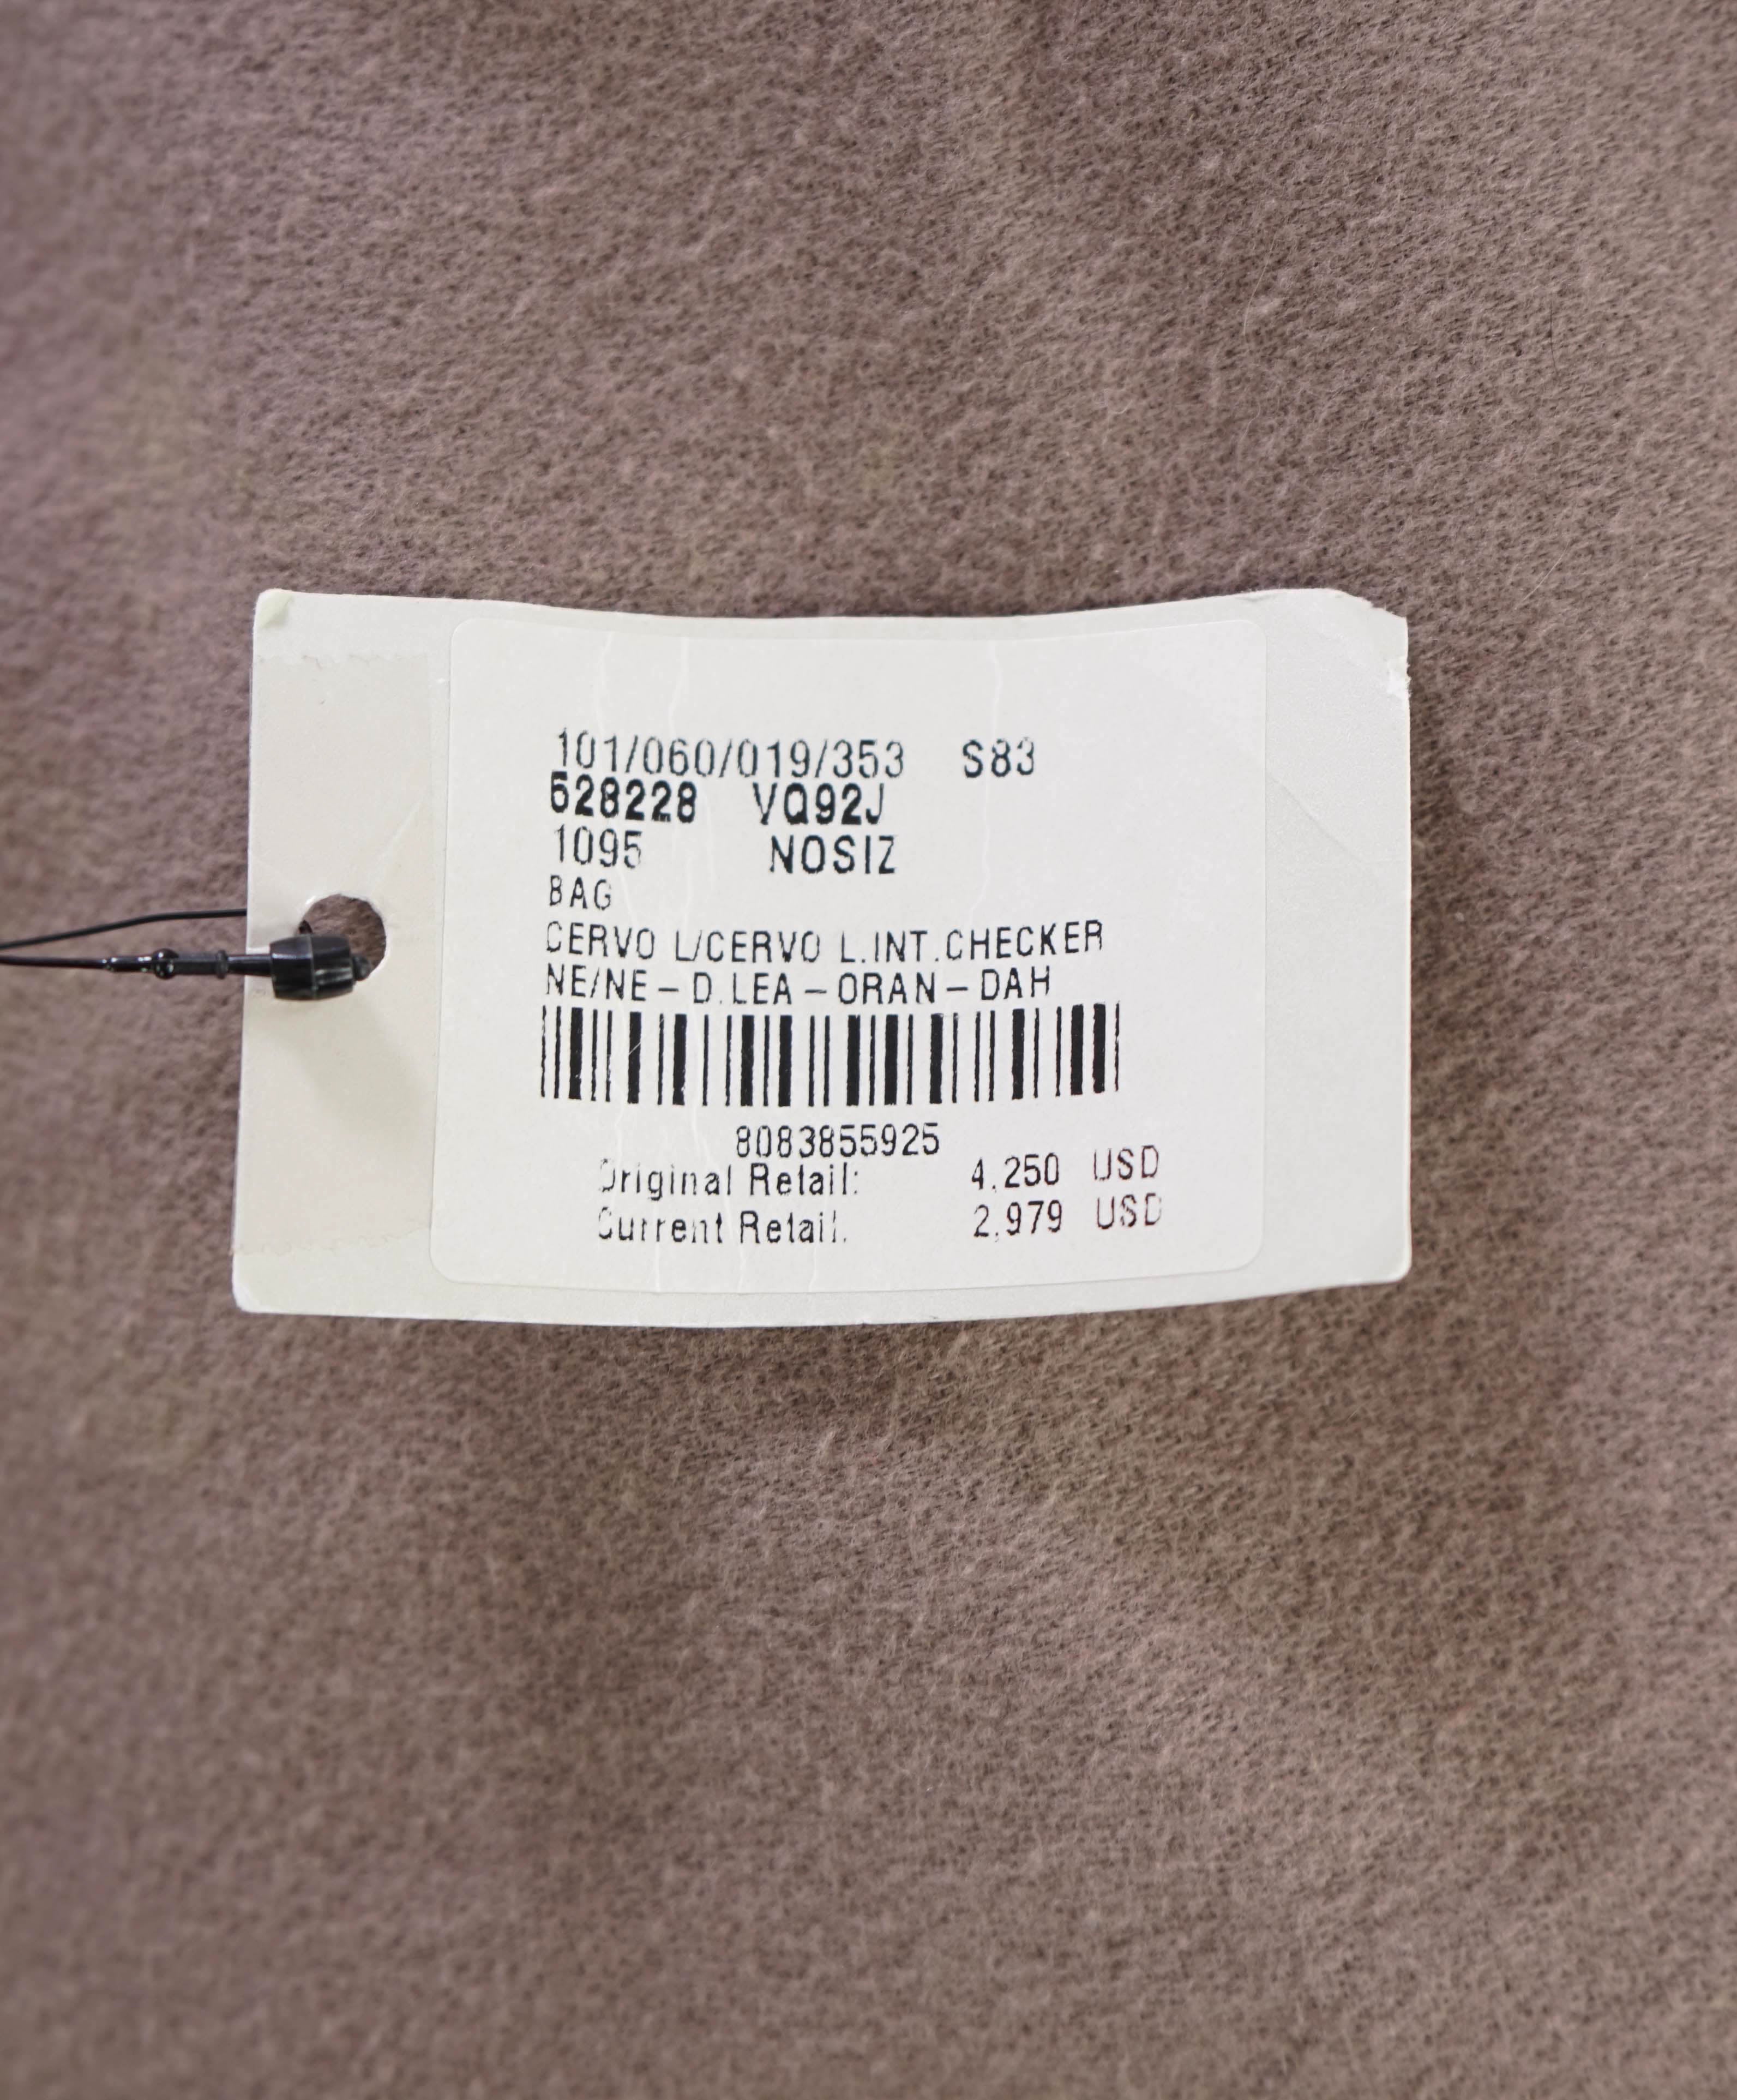 101/060/019/353 S83
528228 VQ92J
1095 NOSIZ
BAG
CERVO L/CERVO L.INT.CHECKER
NE/NE-D.LEA-ORAN-DAH
8083855925
Original Retail: 4,250 USD
Current Retail: 2,979 USD